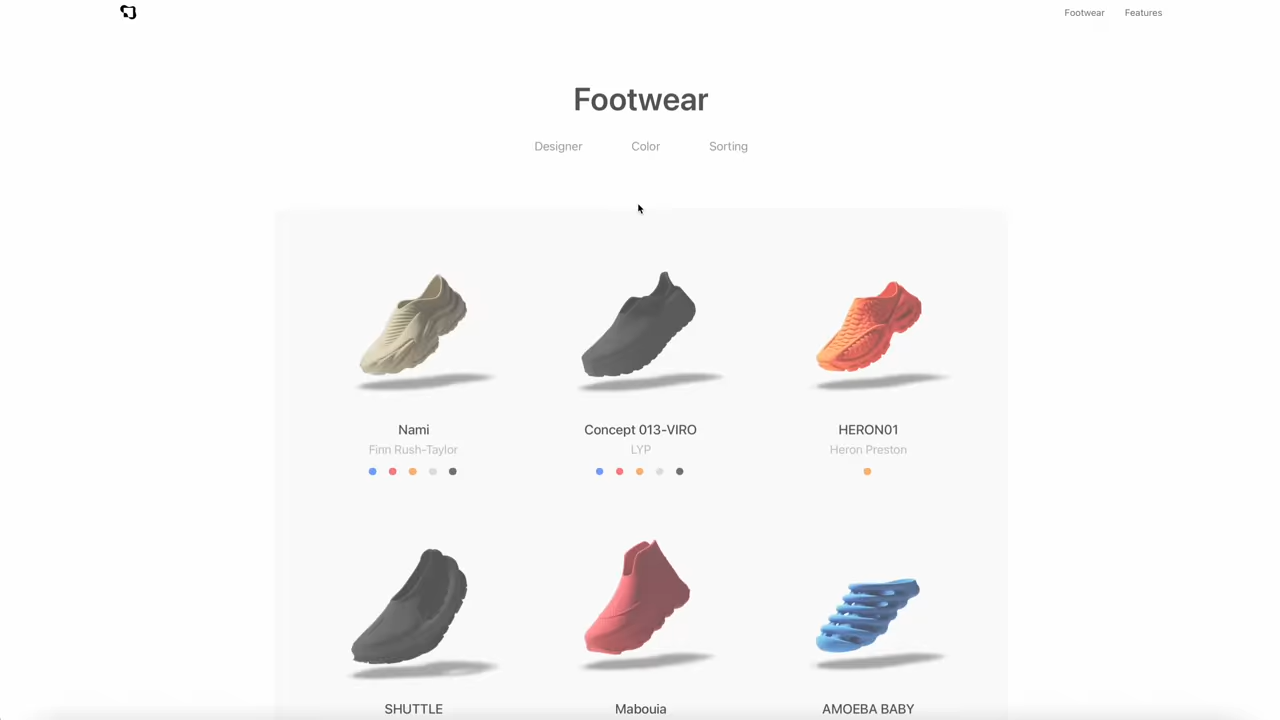 Footwear Features
Footwear
Designer Color Sorting
Nami Concept 013-VIRO HERON01
Finn Rush-Taylor LYP Heron Preston
SHUTTLE Mabouia AMOEBA BABY